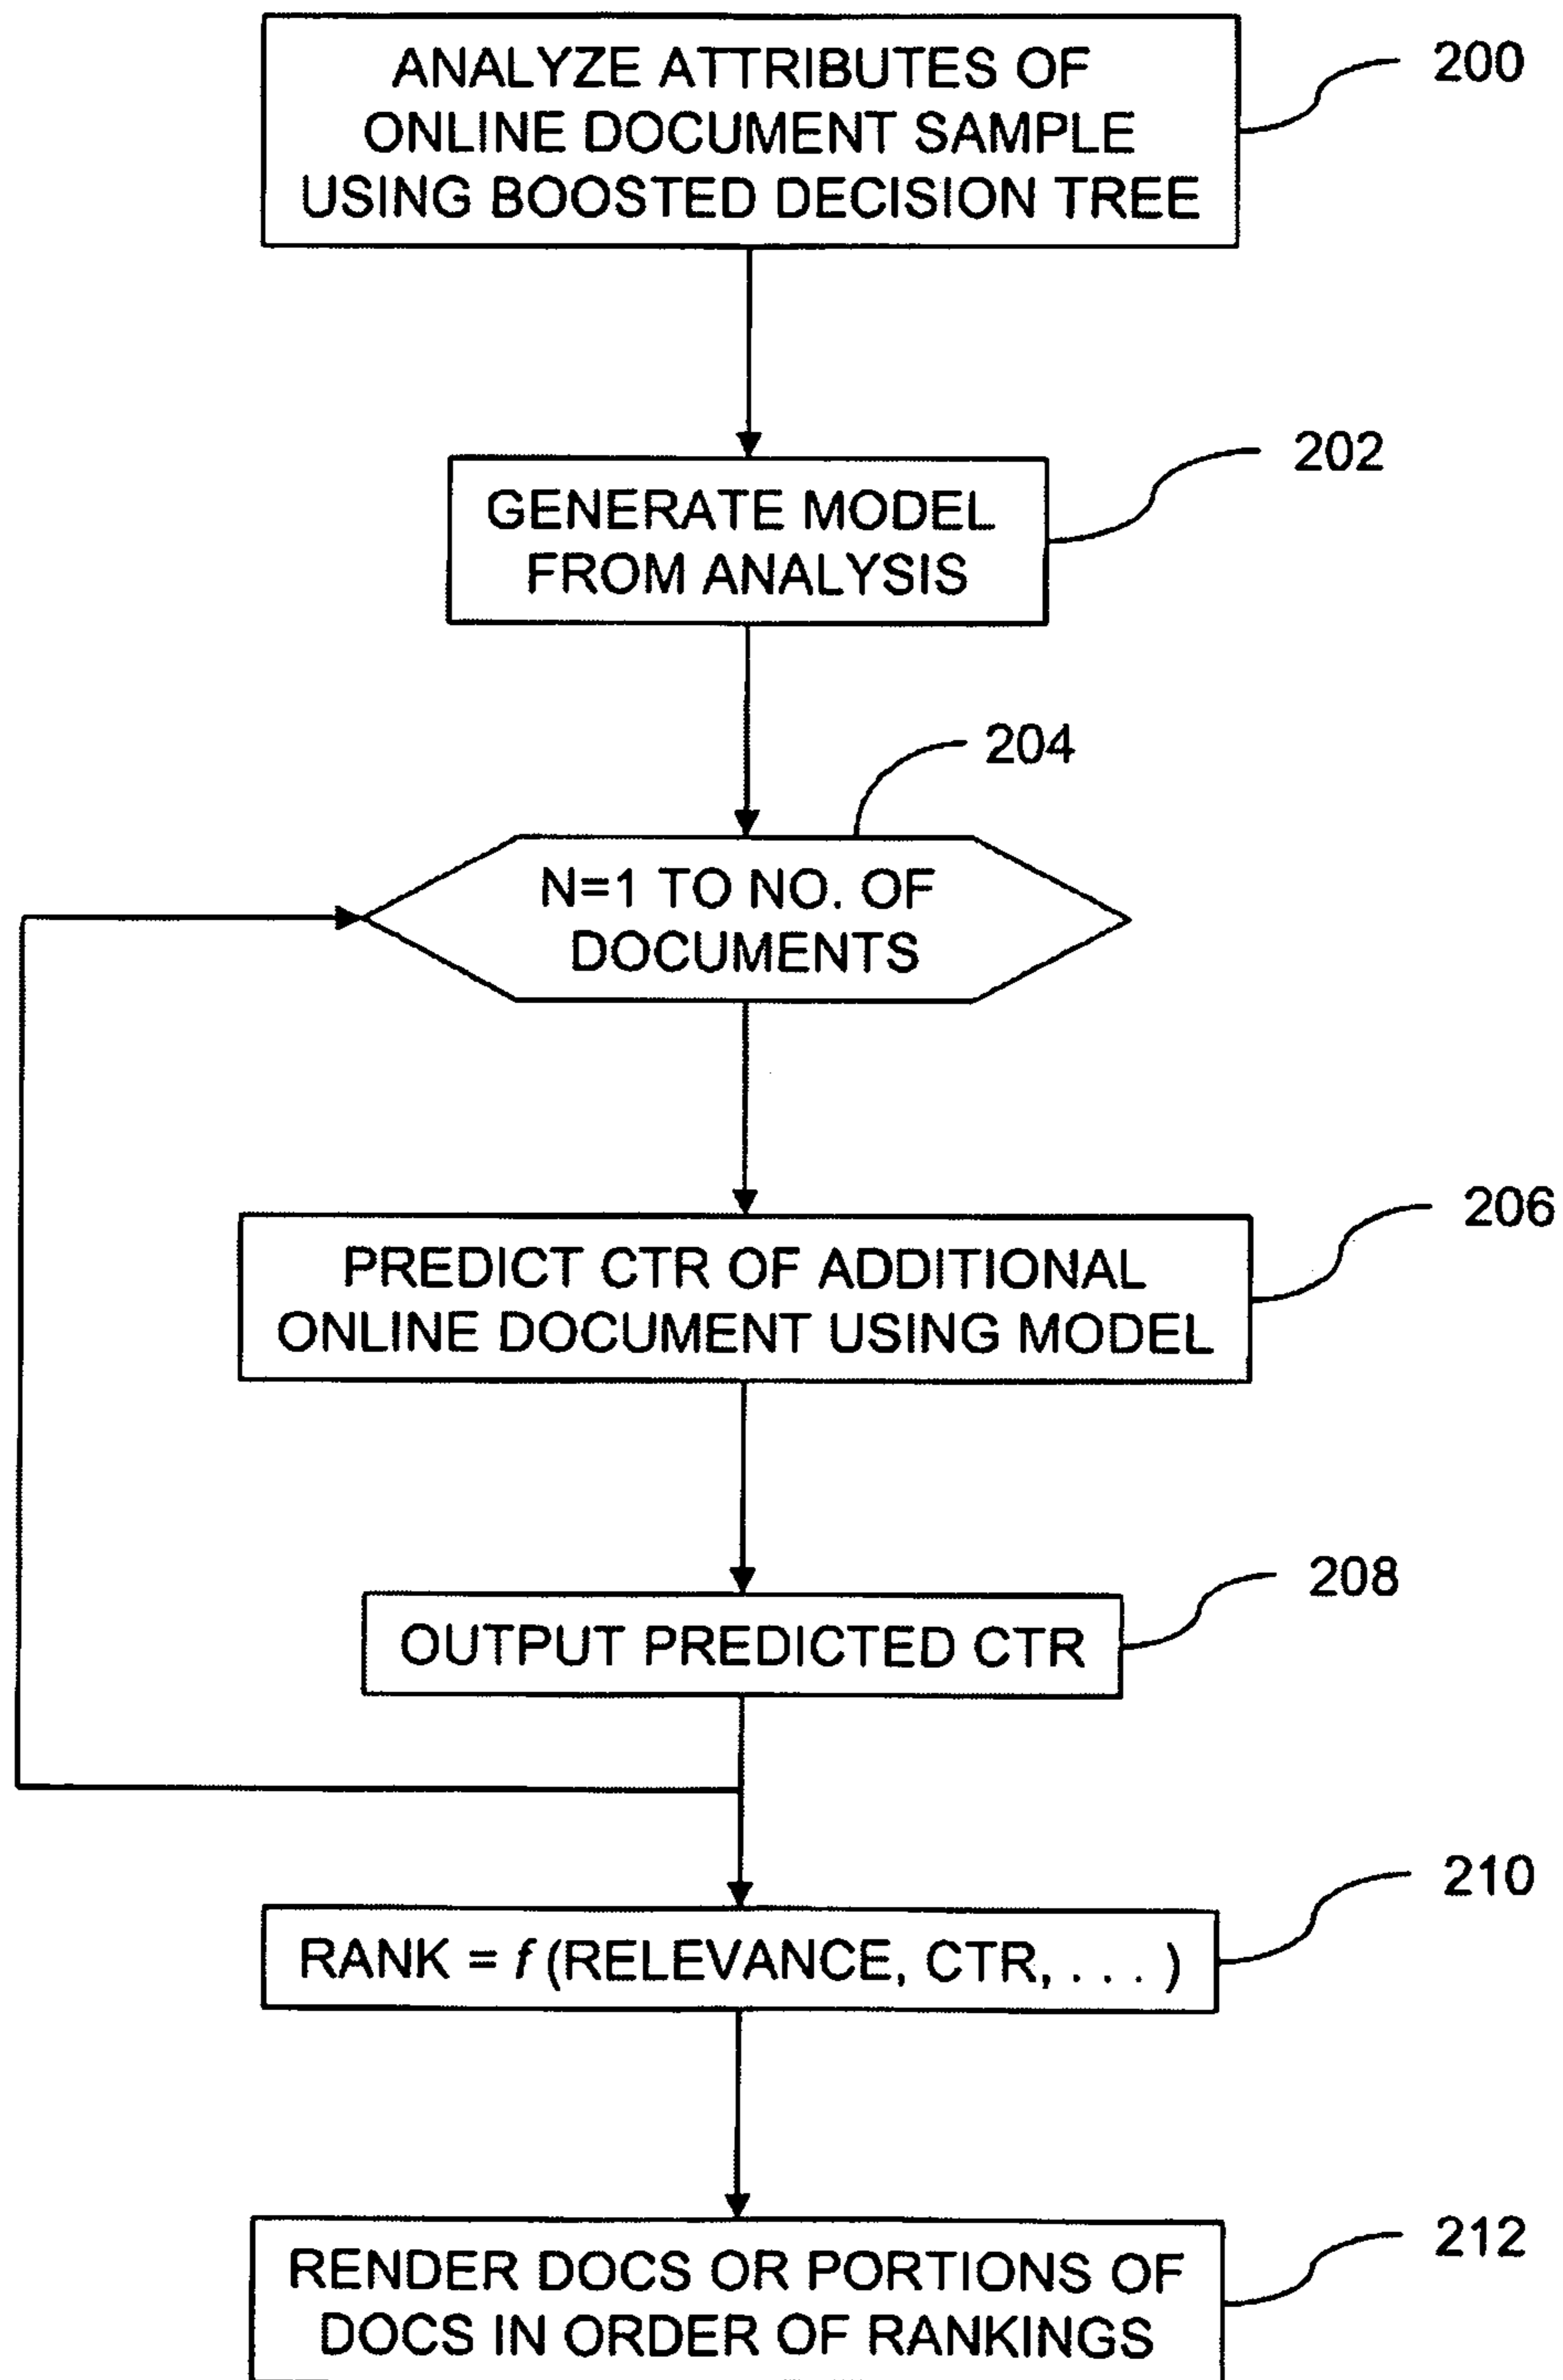 ANALYZE ATTRIBUTES OF
ONLINE DOCUMENT SAMPLE
USING BOOSTED DECISION TREE
200
GENERATE MODEL
FROM ANALYSIS
202
204
N=1 TO NO. OF
DOCUMENTS
PREDICT CTR OF ADDITIONAL
ONLINE DOCUMENT USING MODEL
206
OUTPUT PREDICTED CTR
208
RANK = f (RELEVANCE, CTR, . . . )
210
RENDER DOCS OR PORTIONS OF
DOCS IN ORDER OF RANKINGS
212